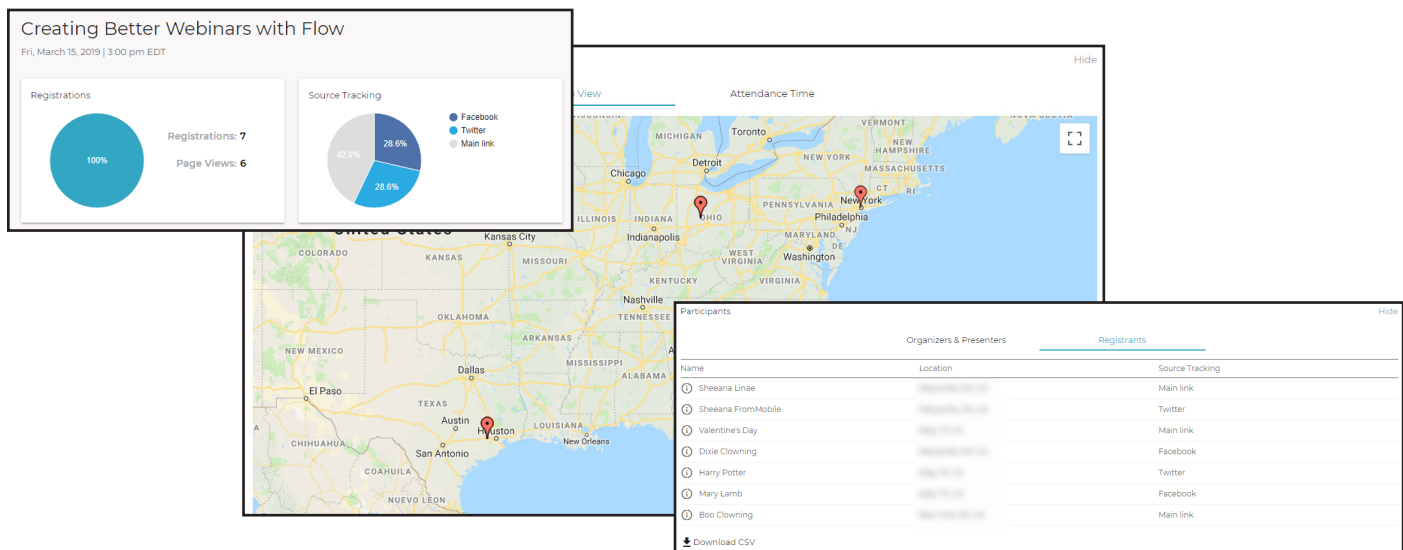 Creating Better Webinars with Flow
Fri, March 15, 2019 | 3:00 pm EDT
Registrations
100%
Registrations: 7
Page Views: 6
Source Tracking
42.9%
28.6%
28.6%
Facebook
Twitter
Main link
Hide
View
Attendance Time
MICHIGAN
Toronto
VERMONT
NEW HAMPSHIRE
Detroit
NEW YORK
MASSACHUSETTS
Chicago
CT
RI
PENNSYLVANIA
New York
ILLINOIS
INDIANA
OHIO
Philadelphia
NJ
MARYLAND
Indianapolis
United States
Kansas City
DE
WEST VIRGINIA
Washington
COLORADO
KANSAS
MISSOURI
KENTUCKY
VIRGINIA
Nashville
OKLAHOMA
TENNESSEE
ARKANSAS
NEW MEXICO
MISSISSIPPI
Dallas
ALABAMA
El Paso
TEXAS
Austin
Houston
LOUISIANA
New Orleans
CHIHUAHUA
San Antonio
COAHUILA
NUEVO LEON
Participants
Hide
Organizers & Presenters
Registrants
Name Location Source Tracking
Sheeana Linae Main link
Sheeana FromMobile Twitter
Valentine's Day Main link
Dixie Clowning Facebook
Harry Potter Twitter
Mary Lamb Facebook
Boo Clowning Main link
Download CSV